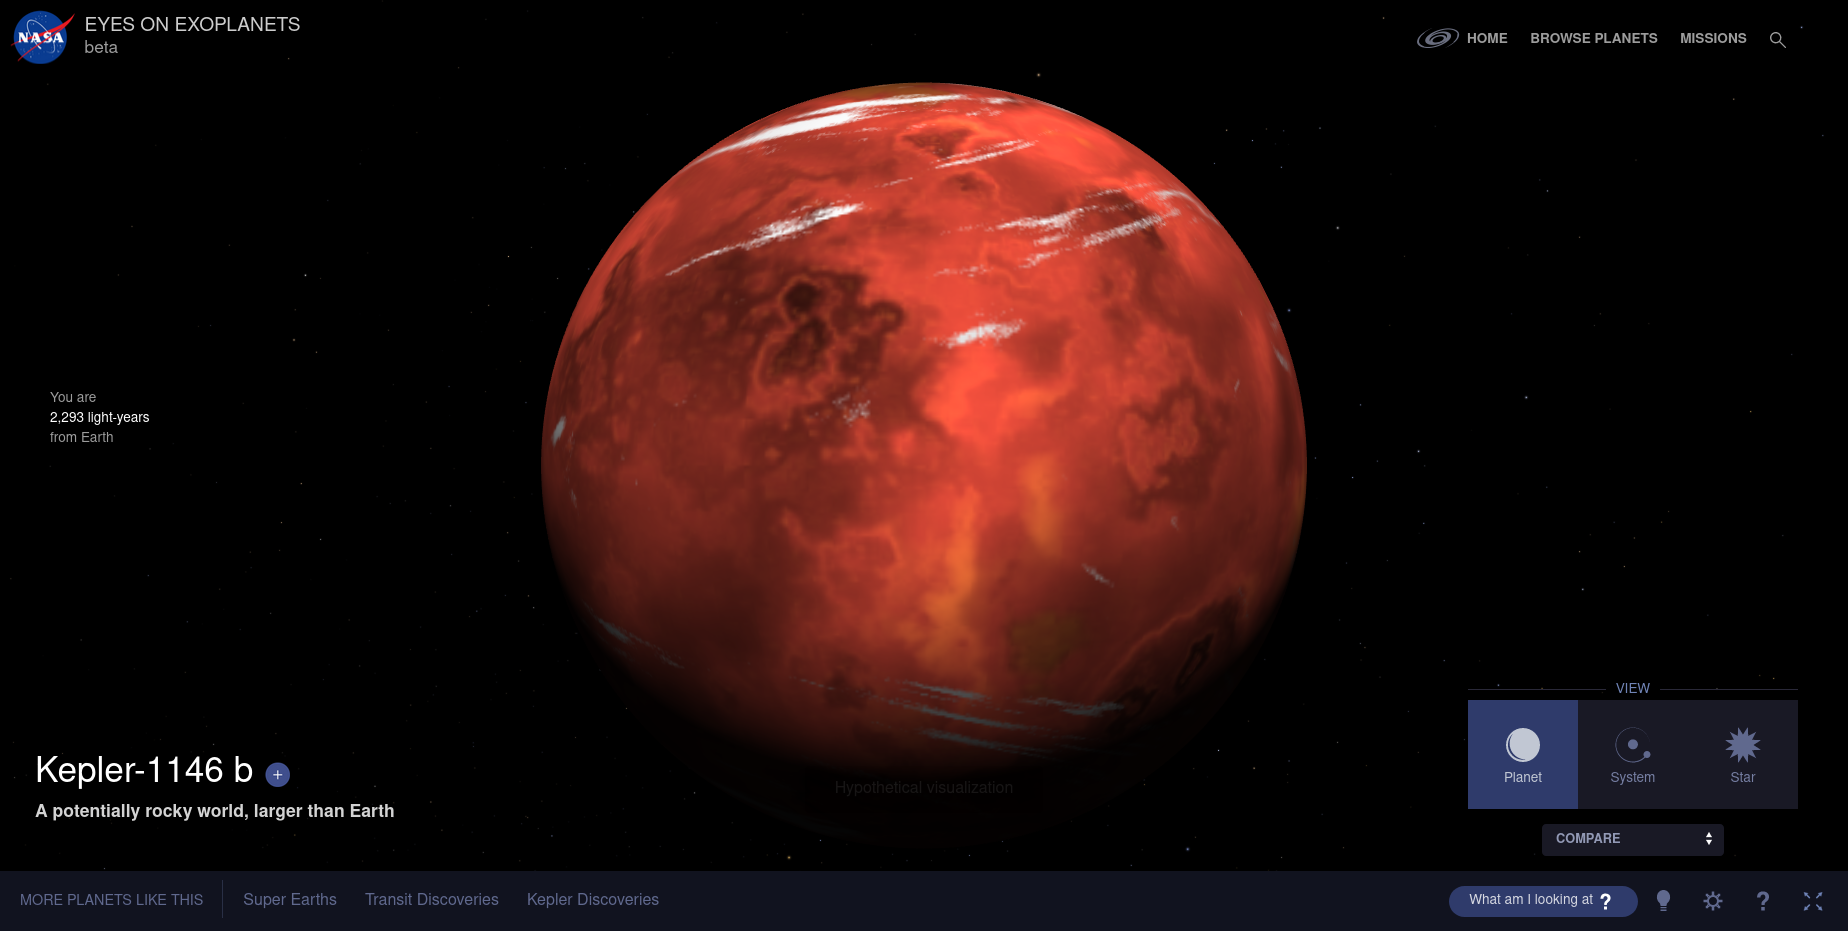 NASA
EYES ON EXOPLANETS
beta
HOME
BROWSE PLANETS
MISSIONS
You are
2,293 light-years
from Earth
Kepler-1146 b +
A potentially rocky world, larger than Earth
Hypothetical visualization
VIEW
Planet
System
Star
COMPARE
MORE PLANETS LIKE THIS
Super Earths
Transit Discoveries
Kepler Discoveries
What am I looking at ?
?